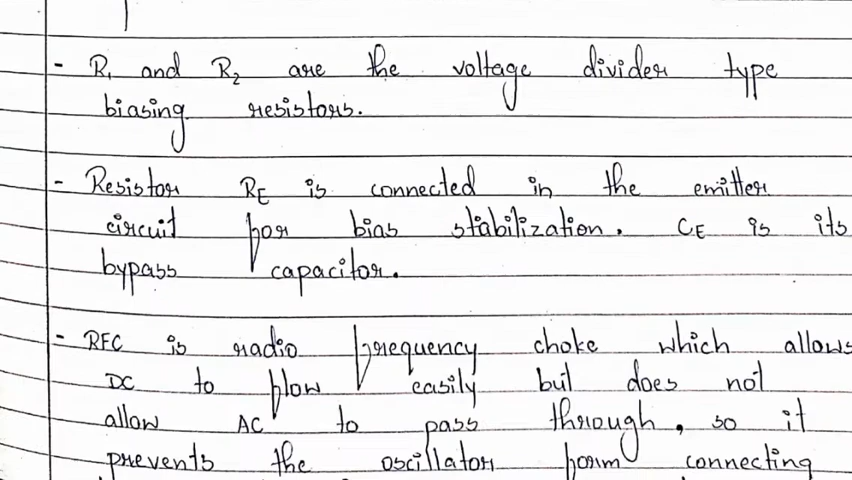 - R1 and R2 are the voltage divider type
biasing resistors.
- Resistor RE is connected in the emitter
circuit for bias stabilization. CE is its
bypass capacitor.
- RFC is radio frequency choke which allows
DC to flow easily but does not
allow AC to pass through, so it
prevents the oscillator form connecting